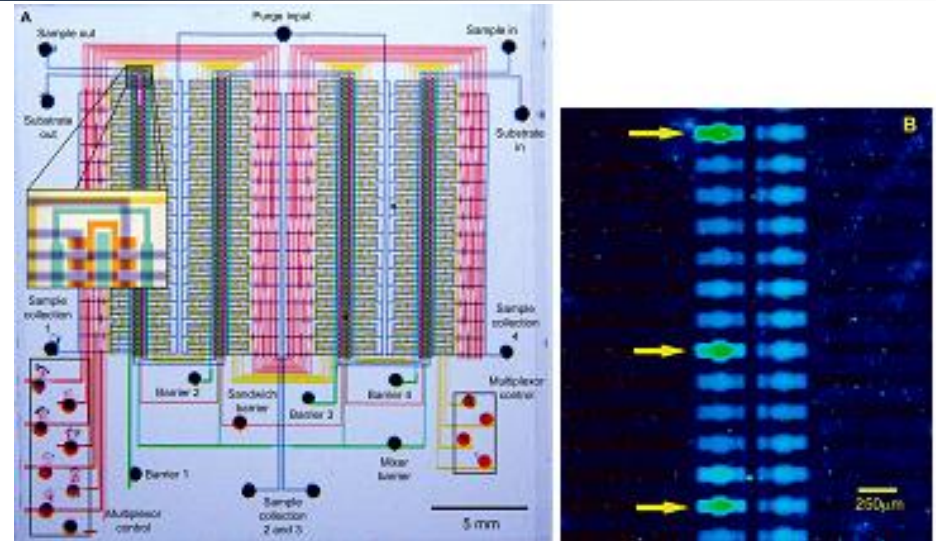 A
Purge input
Sample out
Sample in
Substrate
out
Substrate
in
Sample
collection
1
Sample
collection
4
Barrier 2
Sandwich
barrier
Barrier 3
Barrier 4
Multiplexor
control
Barrier 1
Mixer
barrier
Multiplexor
control
Sample
collection
2 and 3
5 mm
B
250µm